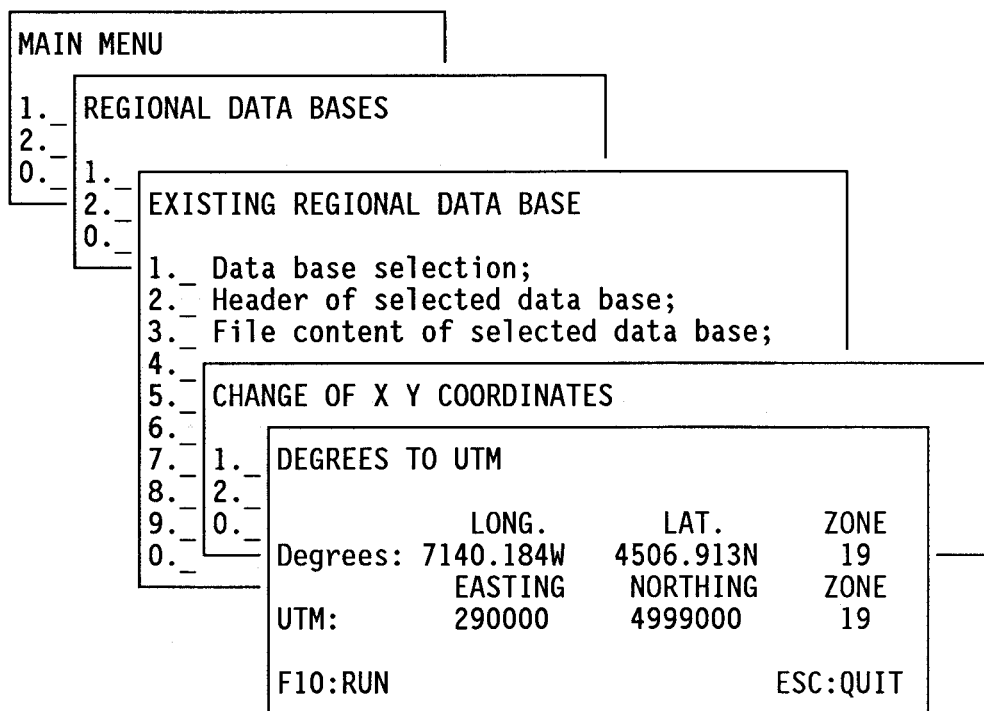 MAIN MENU
1._
2._
0._
REGIONAL DATA BASES
1._
2._
0._
EXISTING REGIONAL DATA BASE
1._ Data base selection;
2._ Header of selected data base;
3._ File content of selected data base;
4._
5._
6._
7._
8._
9._
0._
CHANGE OF X Y COORDINATES
1._
2._
0._
DEGREES TO UTM
LONG. LAT. ZONE
Degrees: 7140.184W 4506.913N 19
EASTING NORTHING ZONE
UTM: 290000 4999000 19
F10:RUN ESC:QUIT